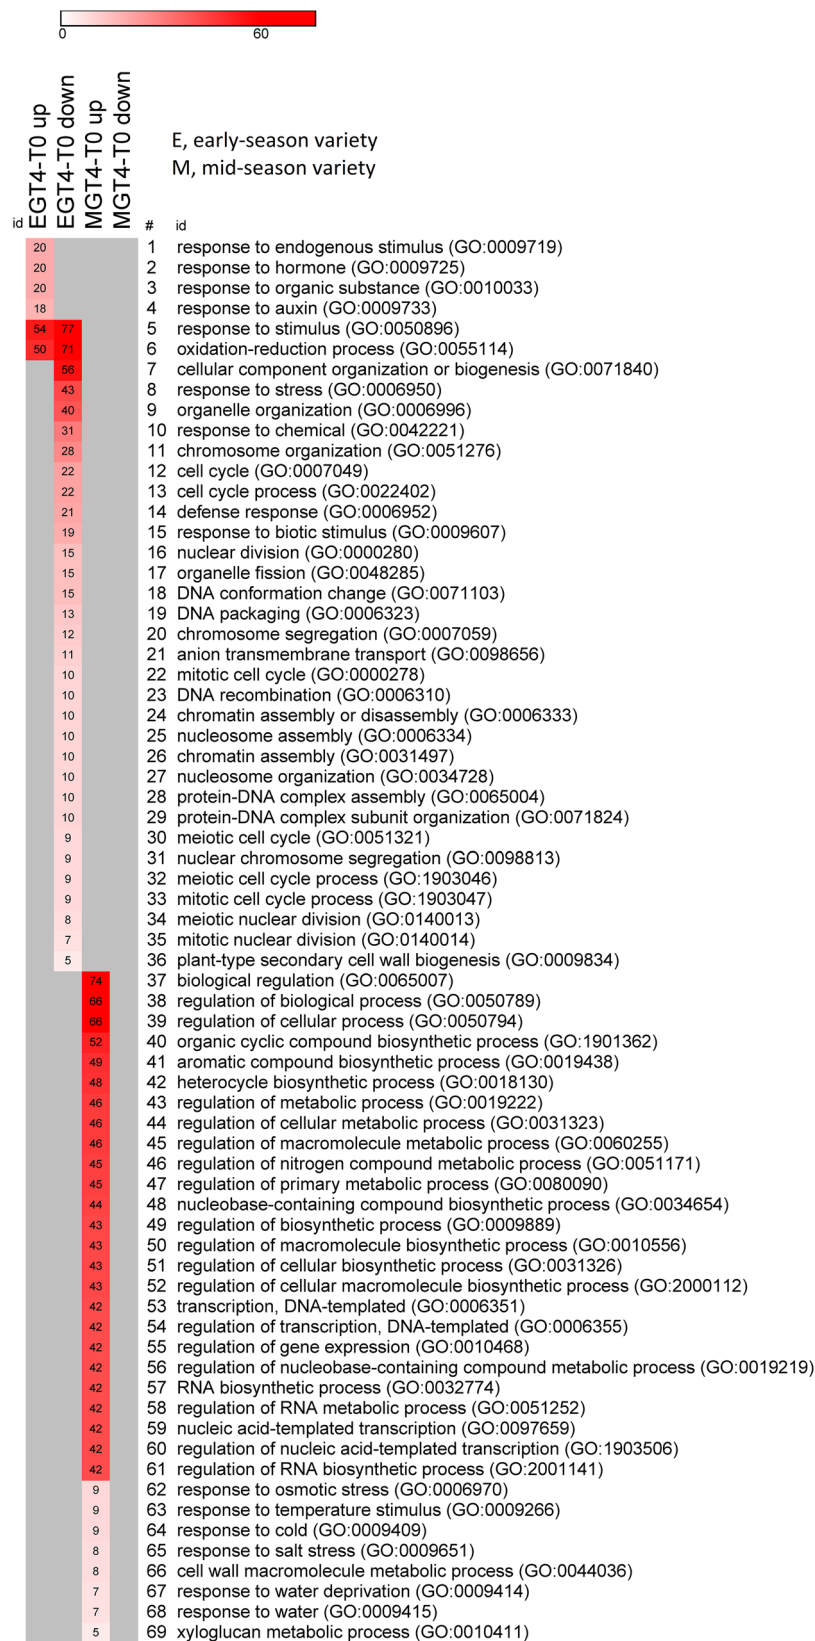 0 60
EGT4-T0 up
EGT4-T0 down
MGT4-T0 up
MGT4-T0 down
E, early-season variety
M, mid-season variety
id # id
20 1 response to endogenous stimulus (GO:0009719)
20 2 response to hormone (GO:0009725)
20 3 response to organic substance (GO:0010033)
18 4 response to auxin (GO:0009733)
54 77 5 response to stimulus (GO:0050896)
50 71 6 oxidation-reduction process (GO:0055114)
56 7 cellular component organization or biogenesis (GO:0071840)
43 8 response to stress (GO:0006950)
40 9 organelle organization (GO:0006996)
31 10 response to chemical (GO:0042221)
28 11 chromosome organization (GO:0051276)
22 12 cell cycle (GO:0007049)
22 13 cell cycle process (GO:0022402)
21 14 defense response (GO:0006952)
19 15 response to biotic stimulus (GO:0009607)
15 16 nuclear division (GO:0000280)
15 17 organelle fission (GO:0048285)
15 18 DNA conformation change (GO:0071103)
13 19 DNA packaging (GO:0006323)
12 20 chromosome segregation (GO:0007059)
11 21 anion transmembrane transport (GO:0098656)
10 22 mitotic cell cycle (GO:0000278)
10 23 DNA recombination (GO:0006310)
10 24 chromatin assembly or disassembly (GO:0006333)
10 25 nucleosome assembly (GO:0006334)
10 26 chromatin assembly (GO:0031497)
10 27 nucleosome organization (GO:0034728)
10 28 protein-DNA complex assembly (GO:0065004)
10 29 protein-DNA complex subunit organization (GO:0071824)
9 30 meiotic cell cycle (GO:0051321)
9 31 nuclear chromosome segregation (GO:0098813)
9 32 meiotic cell cycle process (GO:1903046)
9 33 mitotic cell cycle process (GO:1903047)
8 34 meiotic nuclear division (GO:0140013)
7 35 mitotic nuclear division (GO:0140014)
5 36 plant-type secondary cell wall biogenesis (GO:0009834)
74 37 biological regulation (GO:0065007)
66 38 regulation of biological process (GO:0050789)
66 39 regulation of cellular process (GO:0050794)
52 40 organic cyclic compound biosynthetic process (GO:1901362)
49 41 aromatic compound biosynthetic process (GO:0019438)
48 42 heterocycle biosynthetic process (GO:0018130)
46 43 regulation of metabolic process (GO:0019222)
46 44 regulation of cellular metabolic process (GO:0031323)
46 45 regulation of macromolecule metabolic process (GO:0060255)
45 46 regulation of nitrogen compound metabolic process (GO:0051171)
45 47 regulation of primary metabolic process (GO:0080090)
44 48 nucleobase-containing compound biosynthetic process (GO:0034654)
43 49 regulation of biosynthetic process (GO:0009889)
43 50 regulation of macromolecule biosynthetic process (GO:0010556)
43 51 regulation of cellular biosynthetic process (GO:0031326)
43 52 regulation of cellular macromolecule biosynthetic process (GO:2000112)
42 53 transcription, DNA-templated (GO:0006351)
42 54 regulation of transcription, DNA-templated (GO:0006355)
42 55 regulation of gene expression (GO:0010468)
42 56 regulation of nucleobase-containing compound metabolic process (GO:0019219)
42 57 RNA biosynthetic process (GO:0032774)
42 58 regulation of RNA metabolic process (GO:0051252)
42 59 nucleic acid-templated transcription (GO:0097659)
42 60 regulation of nucleic acid-templated transcription (GO:1903506)
42 61 regulation of RNA biosynthetic process (GO:2001141)
9 62 response to osmotic stress (GO:0006970)
9 63 response to temperature stimulus (GO:0009266)
9 64 response to cold (GO:0009409)
8 65 response to salt stress (GO:0009651)
8 66 cell wall macromolecule metabolic process (GO:0044036)
7 67 response to water deprivation (GO:0009414)
7 68 response to water (GO:0009415)
5 69 xyloglucan metabolic process (GO:0010411)